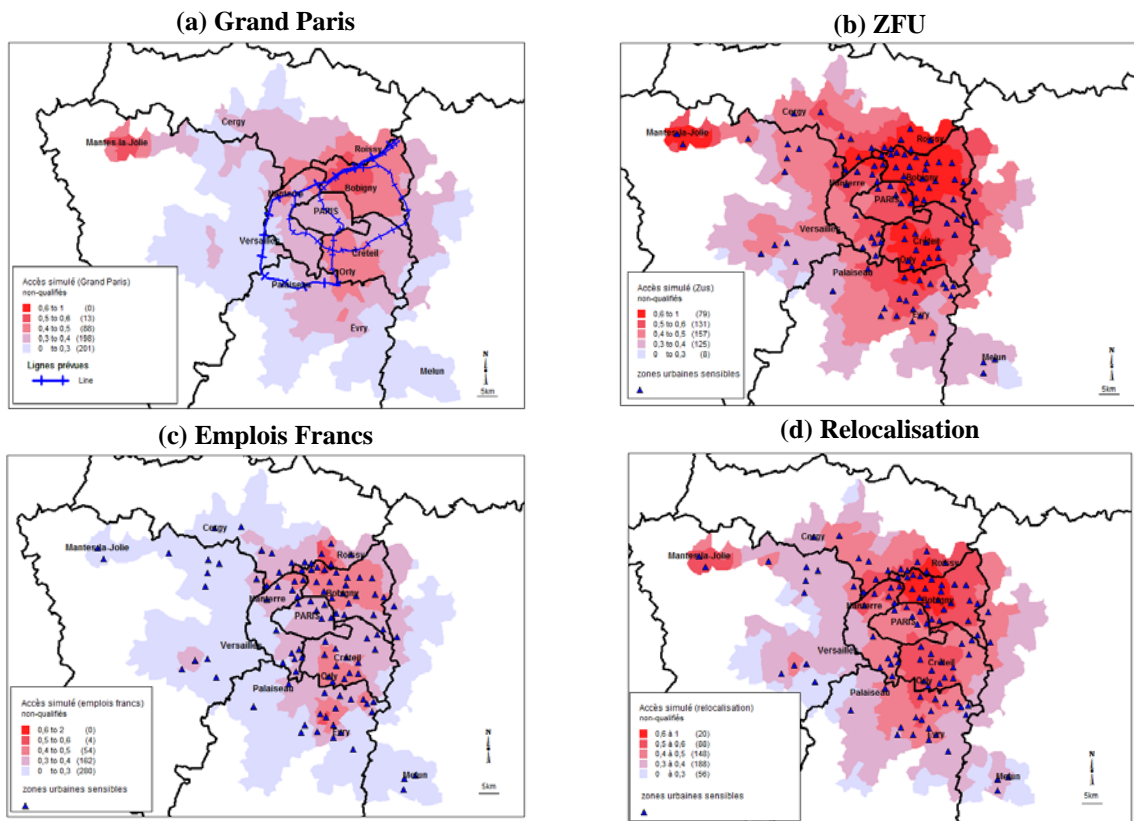 (a) Grand Paris
Cergy
Mantes la Jolie
Roissy
Bobigny
Nanterre
PARIS
Versailles
Créteil
Orly
Palaiseau
Evry
Melun
Accès simulé (Grand Paris)
non-qualifiés
0,6 to 1 (0)
0,5 to 0,6 (13)
0,4 to 0,5 (88)
0,3 to 0,4 (198)
0 to 0,3 (201)
Lignes prévues
Line
N
5km
(b) ZFU
Cergy
Mantes la Jolie
Roissy
Bobigny
Nanterre
PARIS
Versailles
Créteil
Orly
Palaiseau
Evry
Melun
Accès simulé (Zus)
non-qualifiés
0,6 to 1 (79)
0,5 to 0,6 (131)
0,4 to 0,5 (157)
0,3 to 0,4 (125)
0 to 0,3 (8)
zones urbaines sensibles
N
5km
(c) Emplois Francs
Cergy
Mantes la Jolie
Roissy
Bobigny
Nanterre
PARIS
Versailles
Créteil
Orly
Palaiseau
Evry
Melun
Accès simulé (emplois francs)
non-qualifiés
0,6 to 2 (0)
0,5 to 0,6 (4)
0,4 to 0,5 (54)
0,3 to 0,4 (162)
0 to 0,3 (280)
zones urbaines sensibles
N
5km
(d) Relocalisation
Cergy
Mantes la Jolie
Roissy
Bobigny
Nanterre
PARIS
Versailles
Créteil
Orly
Palaiseau
Evry
Melun
Accès simulé (relocalisation)
non-qualifiés
0,6 à 1 (20)
0,5 à 0,6 (88)
0,4 à 0,5 (148)
0,3 à 0,4 (188)
0 à 0,3 (56)
zones urbaines sensibles
N
5km